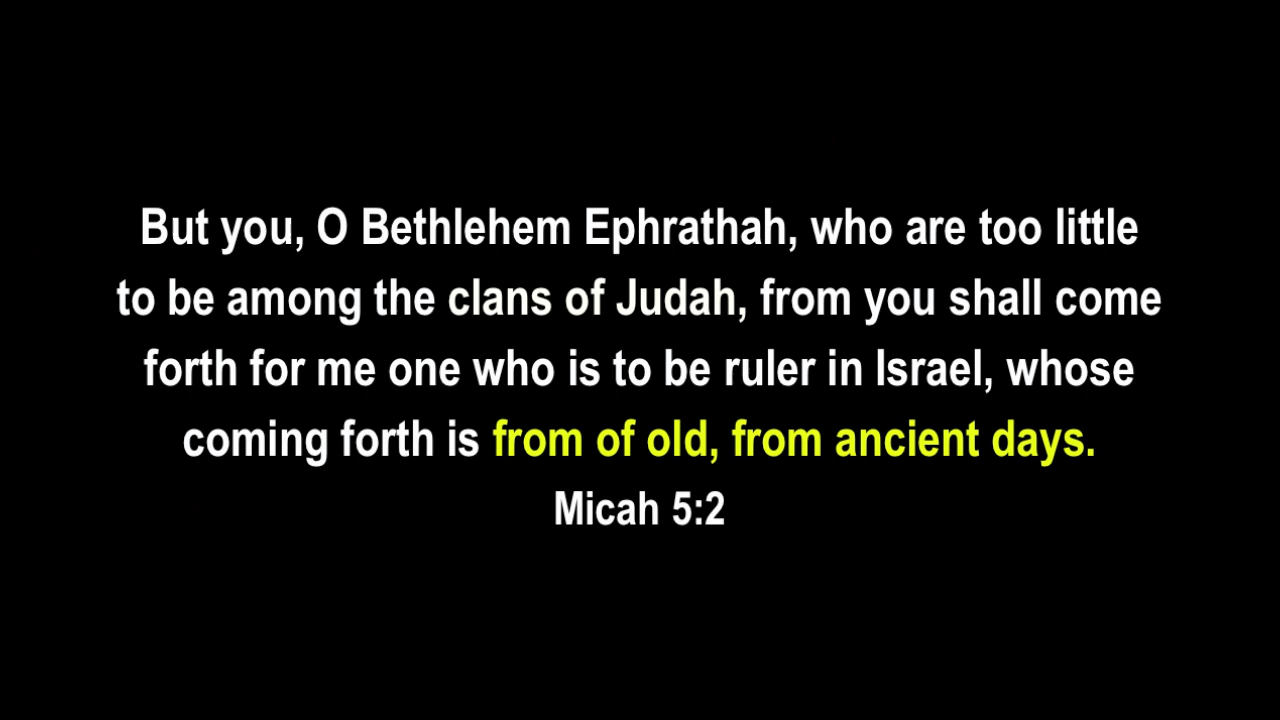 But you, O Bethlehem Ephrathah, who are too little
to be among the clans of Judah, from you shall come
forth for me one who is to be ruler in Israel, whose
coming forth is from of old, from ancient days.
Micah 5:2